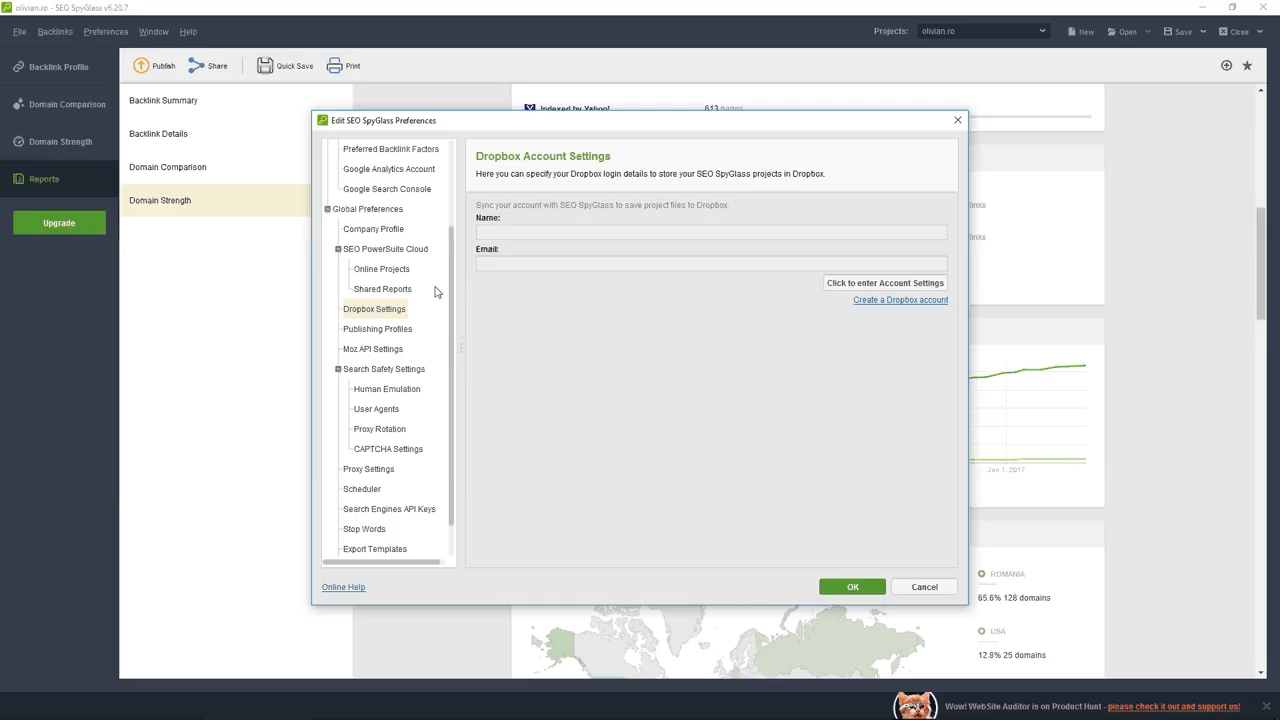 olivian.ro - SEO SpyGlass v6.20.7
File Backlinks Preferences Window Help
Projects: olivian.ro New Open Save Close
Backlink Profile
Domain Comparison
Domain Strength
Reports
Upgrade
Publish Share Quick Save Print
Backlink Summary
Backlink Details
Domain Comparison
Domain Strength
Indexed by Yahoo! 613 pages
Edit SEO SpyGlass Preferences
Preferred Backlink Factors
Google Analytics Account
Google Search Console
Global Preferences
Company Profile
SEO PowerSuite Cloud
Online Projects
Shared Reports
Dropbox Settings
Publishing Profiles
Moz API Settings
Search Safety Settings
Human Emulation
User Agents
Proxy Rotation
CAPTCHA Settings
Proxy Settings
Scheduler
Search Engines API Keys
Stop Words
Export Templates
Dropbox Account Settings
Here you can specify your Dropbox login details to store your SEO SpyGlass projects in Dropbox.
Sync your account with SEO SpyGlass to save project files to Dropbox.
Name:
Email:
Click to enter Account Settings
Create a Dropbox account
Online Help
OK Cancel
Jan 1, 2017
ROMANIA
65.6% 128 domains
USA
12.8% 25 domains
Wow! WebSite Auditor is on Product Hunt - please check it out and support us!